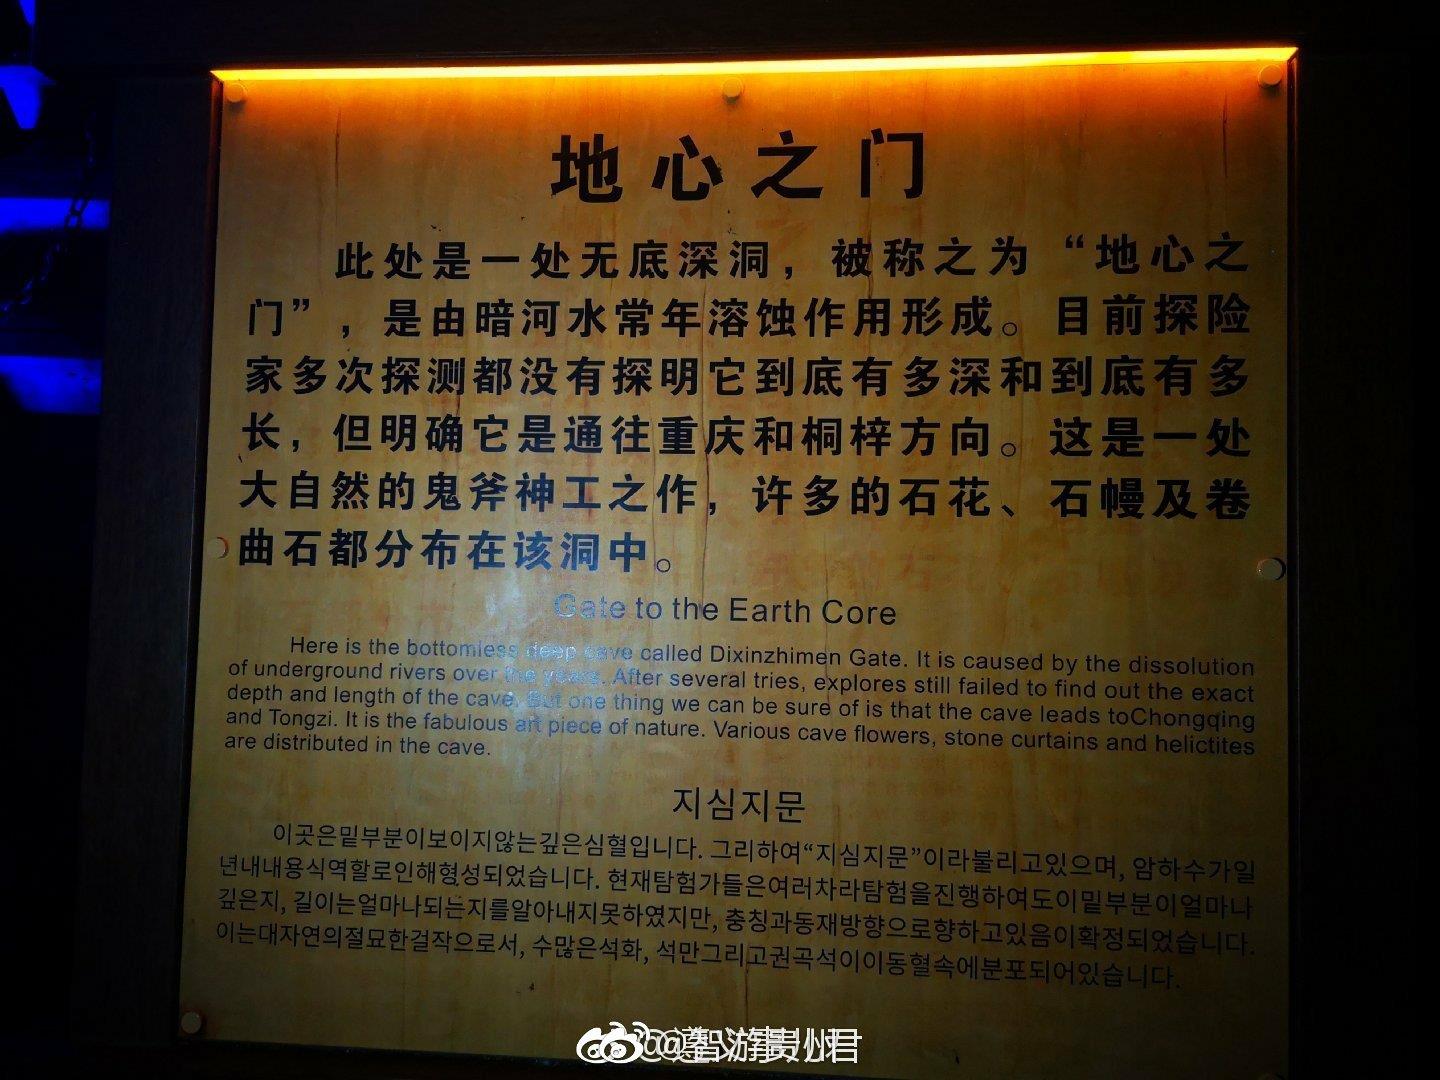 地心之门
此处是一处无底深洞，被称之为“地心之
门”，是由暗河水常年溶蚀作用形成。目前探险
家多次探测都没有探明它到底有多深和到底有多
长，但明确它是通往重庆和桐梓方向。这是一处
大自然的鬼斧神工之作，许多的石花、石幔及卷
曲石都分布在该洞中。
Gate to the Earth Core
Here is the bottomless deep cave called Dixinzhimen Gate. It is caused by the dissolution
of underground rivers over the years. After several tries, explores still failed to find out the exact
depth and length of the cave. But one thing we can be sure of is that the cave leads toChongqing
and Tongzi. It is the fabulous art piece of nature. Various cave flowers, stone curtains and helictites
are distributed in the cave.
지심지문
이곳은밑부분이보이지않는깊은심혈입니다. 그리하여“지심지문”이라불리고있으며, 암하수가일
년내내용식역할로인해형성되었습니다. 현재탐험가들은여러차라탐험을진행하여도이밑부분이얼마나
깊은지, 길이는얼마나되는지를알아내지못하였지만, 충칭과동재방향으로향하고있음이확정되었습니다.
이는대자연의절묘한걸작으로서, 수많은석화, 석만그리고권곡석이이동혈속에분포되어있습니다.
@智游贵州君